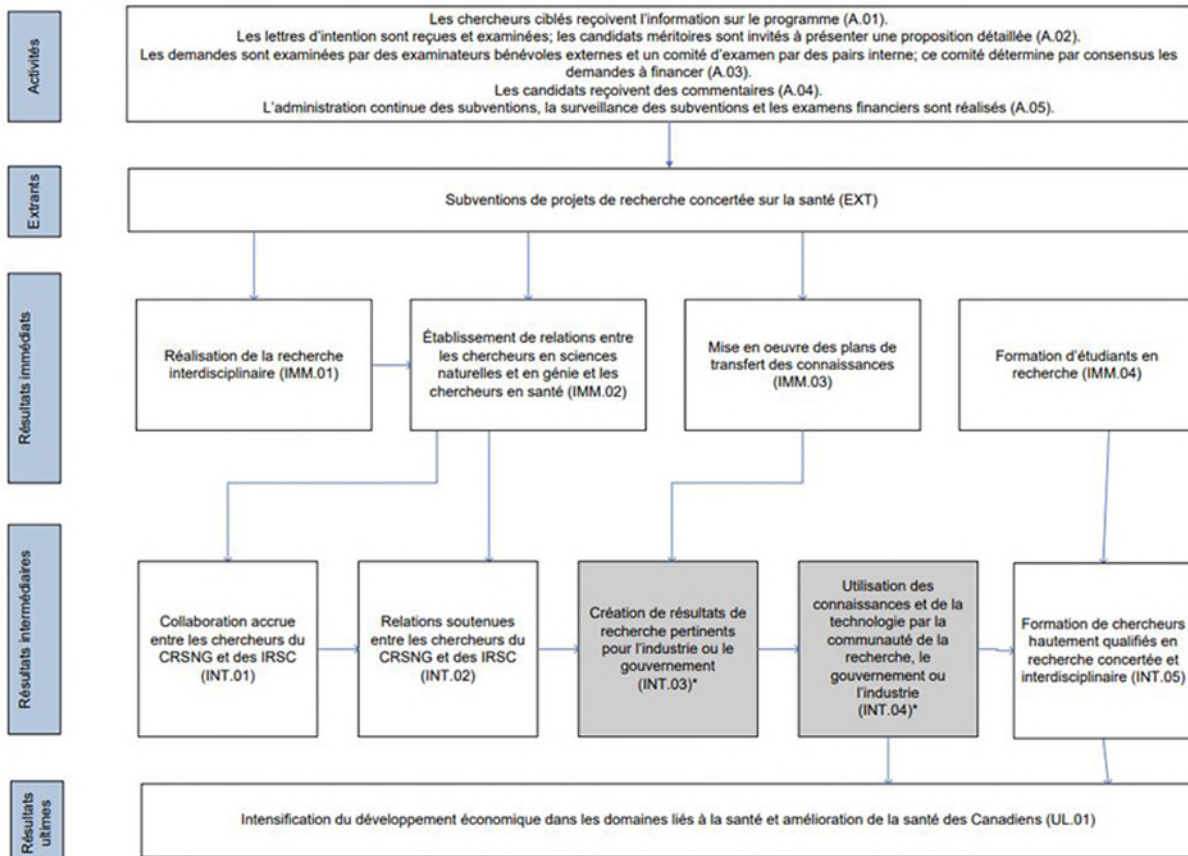 Activités
Les chercheurs ciblés reçoivent l'information sur le programme (A.01).
Les lettres d'intention sont reçues et examinées; les candidats méritoires sont invités à présenter une proposition détaillée (A.02).
Les demandes sont examinées par des examinateurs bénévoles externes et un comité d'examen par des pairs interne; ce comité détermine par consensus les
demandes à financer (A.03).
Les candidats reçoivent des commentaires (A.04).
L'administration continue des subventions, la surveillance des subventions et les examens financiers sont réalisés (A.05).
Extrants
Subventions de projets de recherche concertée sur la santé (EXT)
Résultats immédiats
Réalisation de la recherche
interdisciplinaire (IMM.01)
Établissement de relations entre
les chercheurs en sciences
naturelles et en génie et les
chercheurs en santé (IMM.02)
Mise en oeuvre des plans de
transfert des connaissances
(IMM.03)
Formation d'étudiants en
recherche (IMM.04)
Résultats intermédiaires
Collaboration accrue
entre les chercheurs du
CRSNG et des IRSC
(INT.01)
Relations soutenues
entre les chercheurs du
CRSNG et des IRSC
(INT.02)
Création de résultats de
recherche pertinents
pour l'industrie ou le
gouvernement
(INT.03)*
Utilisation des
connaissances et de la
technologie par la
communauté de la
recherche, le
gouvernement ou
l'industrie
(INT.04)*
Formation de chercheurs
hautement qualifiés en
recherche concertée et
interdisciplinaire (INT.05)
Résultats
ultimes
Intensification du développement économique dans les domaines liés à la santé et amélioration de la santé des Canadiens (UL.01)